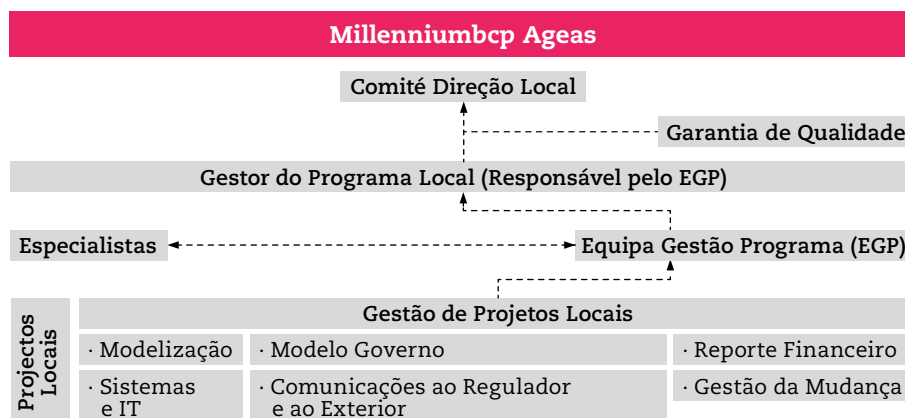 Millenniumbcp Ageas
Comité Direção Local
Garantia de Qualidade
Gestor do Programa Local (Responsável pelo EGP)
Especialistas
Equipa Gestão Programa (EGP)
Projectos
Locais
Gestão de Projetos Locais
· Modelização
· Modelo Governo
· Reporte Financeiro
· Sistemas
e IT
· Comunicações ao Regulador
e ao Exterior
· Gestão da Mudança